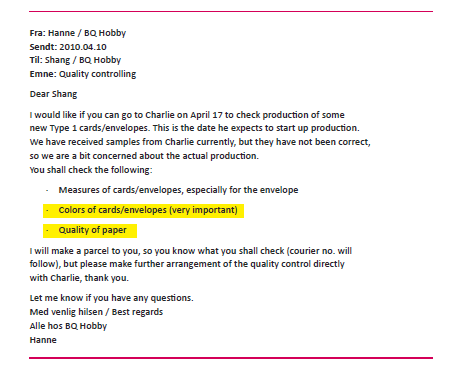 Fra: Hanne / BQ Hobby
Sendt: 2010.04.10
Til: Shang / BQ Hobby
Emne: Quality controlling
Dear Shang
I would like if you can go to Charlie on April 17 to check production of some
new Type 1 cards/envelopes. This is the date he expects to start up production.
We have received samples from Charlie currently, but they have not been correct,
so we are a bit concerned about the actual production.
You shall check the following:
- Measures of cards/envelopes, especially for the envelope
- Colors of cards/envelopes (very important)
- Quality of paper
I will make a parcel to you, so you know what you shall check (courier no. will
follow), but please make further arrangement of the quality control directly
with Charlie, thank you.
Let me know if you have any questions.
Med venlig hilsen / Best regards
Alle hos BQ Hobby
Hanne